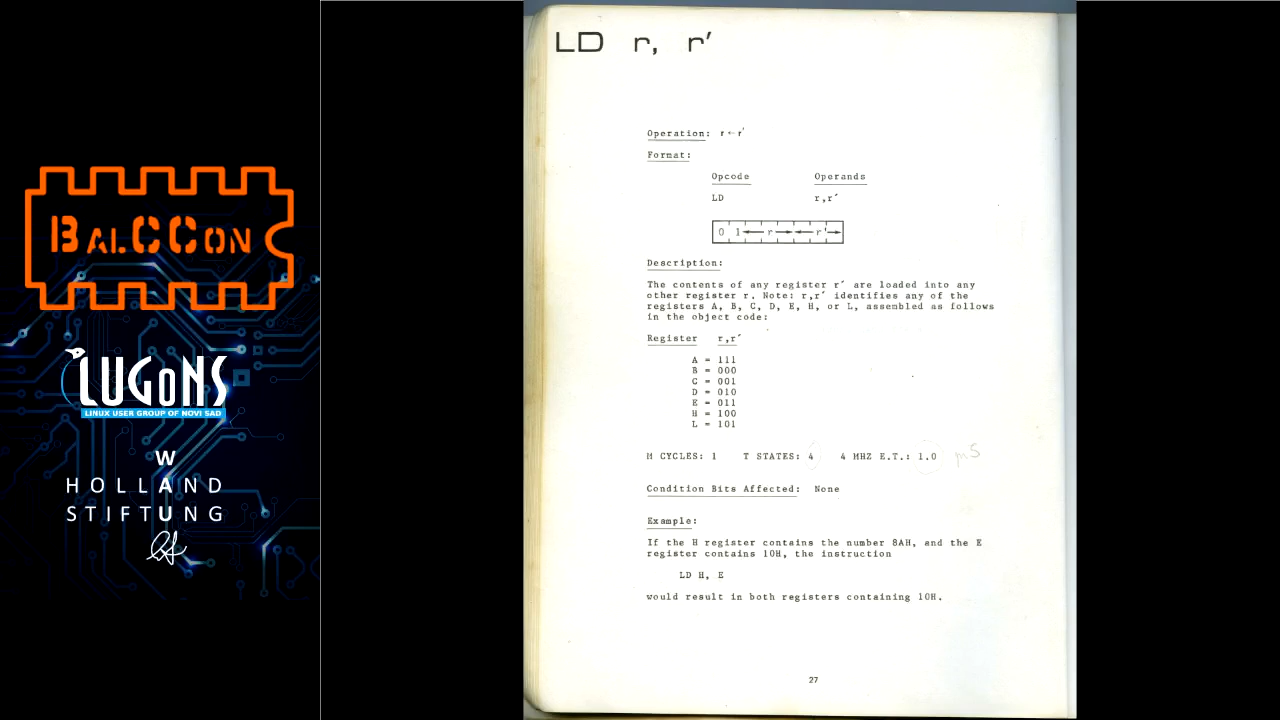 BALCCON
LUGONS
LINUX USER GROUP OF NOVI SAD
W
HOLLAND
STIFTUNG
LD r, r′
Operation: r ← r′
Format:
Opcode Operands
LD r,r′
0 1 ← r → ← r′ →
Description:
The contents of any register r′ are loaded into any
other register r. Note: r,r′ identifies any of the
registers A, B, C, D, E, H, or L, assembled as follows
in the object code:
Register r,r′
A = 111
B = 000
C = 001
D = 010
E = 011
H = 100
L = 101
M CYCLES: 1 T STATES: 4 4 MHZ E.T.: 1.0 µS
Condition Bits Affected: None
Example:
If the H register contains the number 8AH, and the E
register contains 10H, the instruction
LD H, E
would result in both registers containing 10H.
27